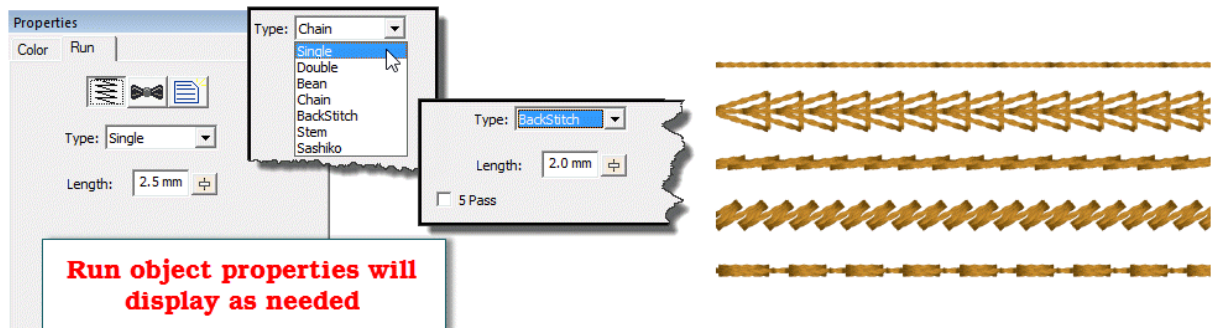 Properties
Color Run
Type: Single
Length: 2.5 mm
Type: Chain
Single
Double
Bean
Chain
BackStitch
Stem
Sashiko
Type: BackStitch
Length: 2.0 mm
5 Pass
Run object properties will
display as needed